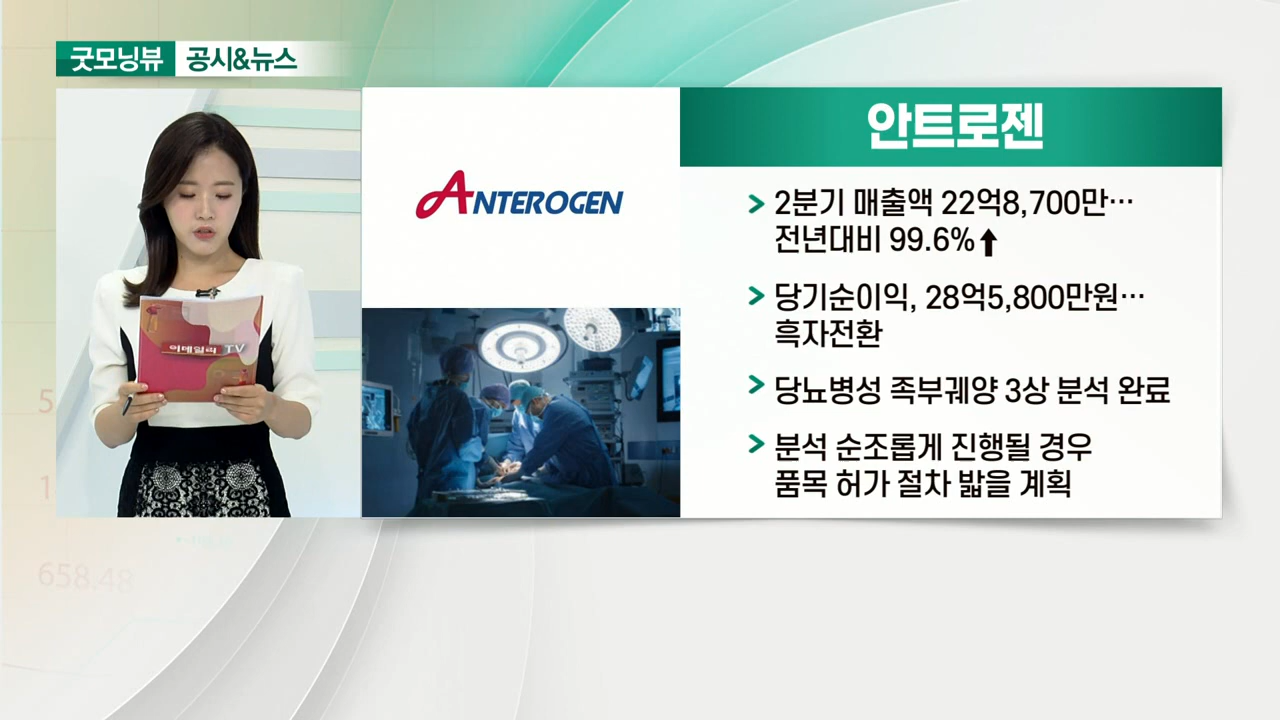 굿모닝뷰 공시&뉴스
안트로젠
ANTEROGEN
2분기 매출액 22억8,700만…
전년대비 99.6%⬆
당기순이익, 28억5,800만원…
흑자전환
당뇨병성 족부궤양 3상 분석 완료
분석 순조롭게 진행될 경우
품목 허가 절차 밟을 계획
이데일리 TV
658.48